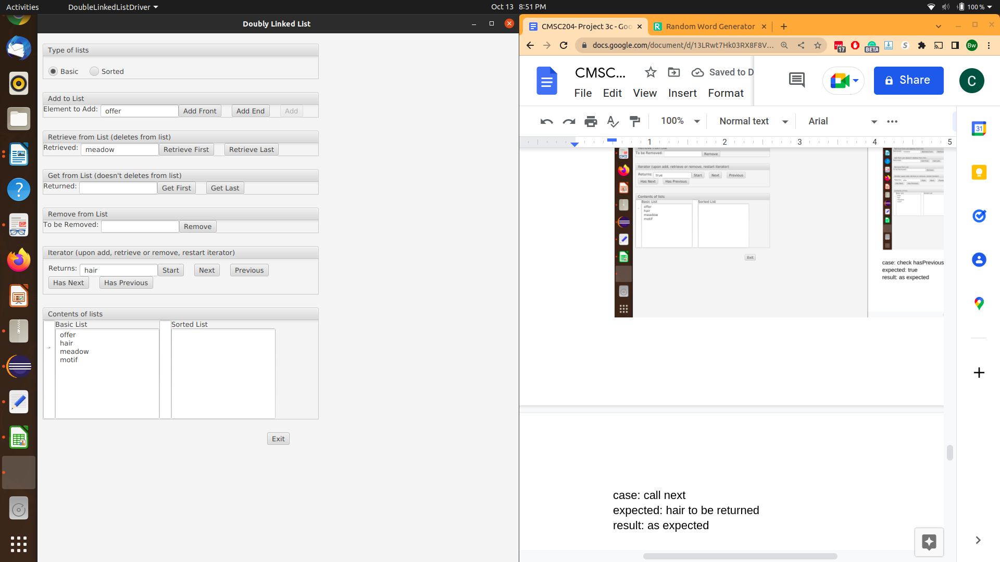 Activities DoubleLinkedListDriver Oct 13 8:51 PM 100 %
Doubly Linked List
Type of lists
Basic Sorted
Add to List
Element to Add: offer Add Front Add End Add
Retrieve from List (deletes from list)
Retrieved: meadow Retrieve First Retrieve Last
Get from List (doesn't deletes from list)
Returned: Get First Get Last
Remove from List
To be Removed: Remove
Iterator (upon add, retrieve or remove, restart iterator)
Returns: hair Start Next Previous
Has Next Has Previous
Contents of lists
Basic List Sorted List
offer
-->
hair
meadow
motif
Exit
CMSC204- Project 3c - Goo Random Word Generator
docs.google.com/document/d/13LRwt7Hk03RX8F8V... 17 BETA Bw
CMSC... Saved to D Share C
File Edit View Insert Format
100% Normal text Arial
31
1 2 3 4 5
To be Removed: Remove
Iterator (upon add, retrieve or remove, restart iterator)
Returns: true Start Next Previous
Has Next Has Previous
Contents of lists
Basic List Sorted List
offer
hair
meadow
motif
Exit
case: check hasPrevious
expected: true
result: as expected
case: call next
expected: hair to be returned
result: as expected